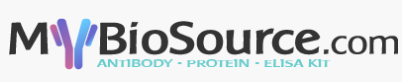 MYBioSource.com
ANTIBODY - PROTEIN - ELISA KIT